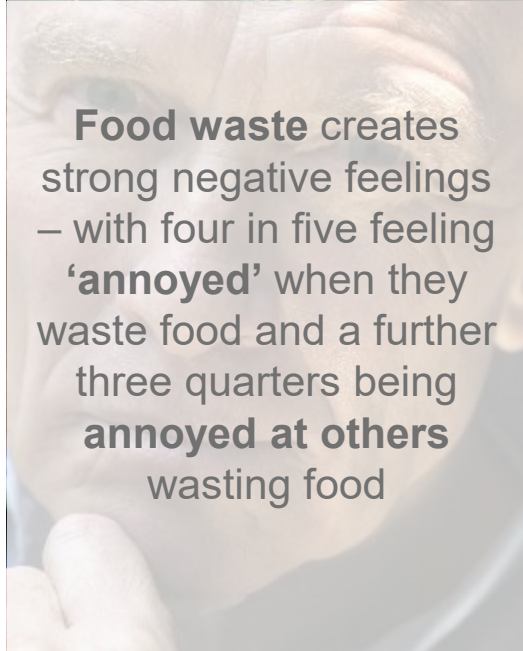 Food waste creates
strong negative feelings
– with four in five feeling
‘annoyed’ when they
waste food and a further
three quarters being
annoyed at others
wasting food